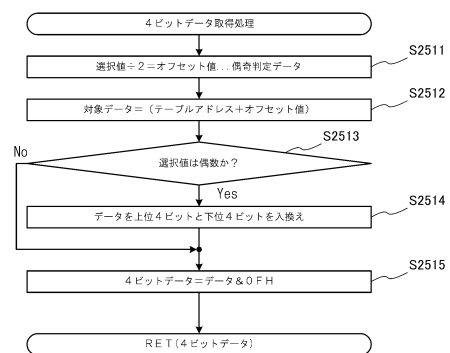 ４ビットデータ取得処理
S2511
選択値÷２＝オフセット値...偶奇判定データ
S2512
対象データ＝（テーブルアドレス＋オフセット値）
S2513
No
選択値は偶数か？
Yes
S2514
データを上位４ビットと下位４ビットを入換え
S2515
４ビットデータ＝データ＆０ＦＨ
ＲＥＴ（４ビットデータ）